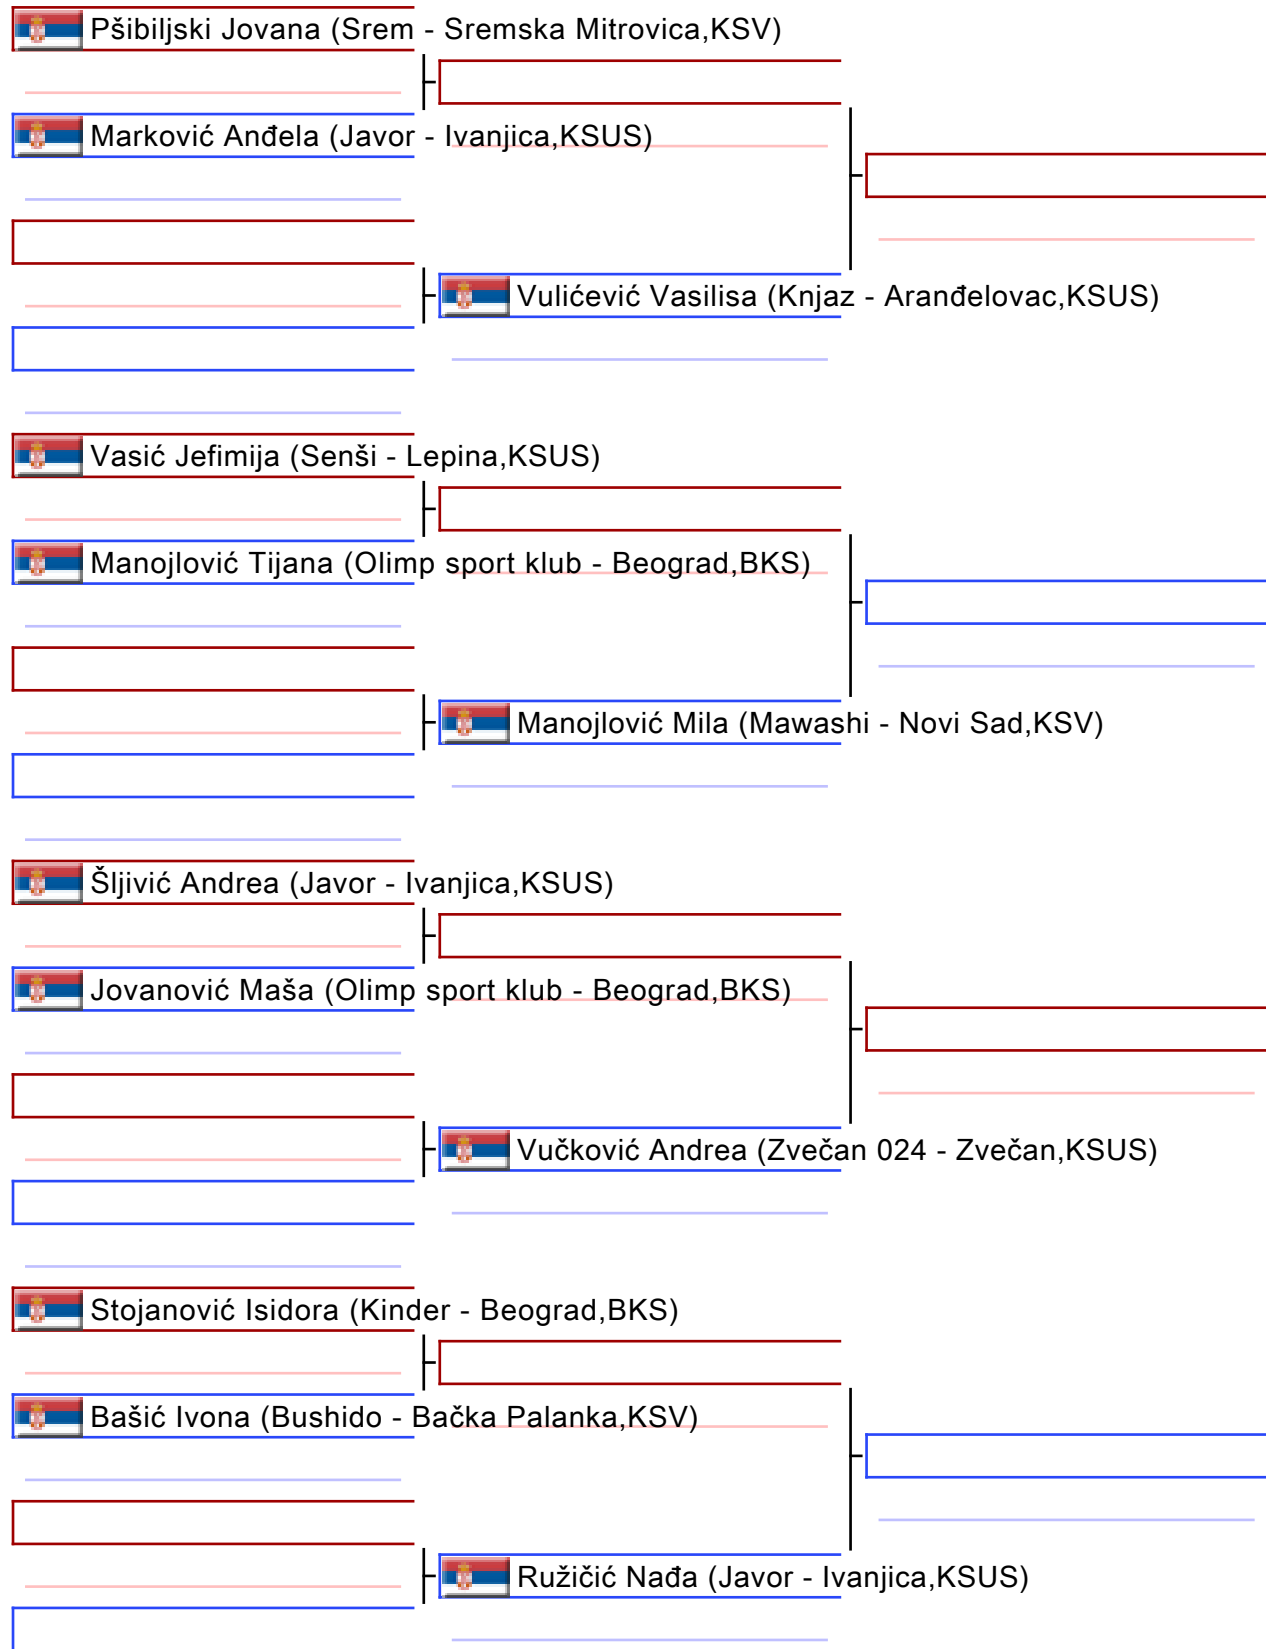 Pšibiljski Jovana (Srem - Sremska Mitrovica,KSV)
Marković Anđela (Javor - Ivanjica,KSUS)
Vulićević Vasilisa (Knjaz - Aranđelovac,KSUS)
Vasić Jefimija (Senši - Lepina,KSUS)
Manojlović Tijana (Olimp sport klub - Beograd,BKS)
Manojlović Mila (Mawashi - Novi Sad,KSV)
Šljivić Andrea (Javor - Ivanjica,KSUS)
Jovanović Maša (Olimp sport klub - Beograd,BKS)
Vučković Andrea (Zvečan 024 - Zvečan,KSUS)
Stojanović Isidora (Kinder - Beograd,BKS)
Bašić Ivona (Bushido - Bačka Palanka,KSV)
Ružičić Nađa (Javor - Ivanjica,KSUS)